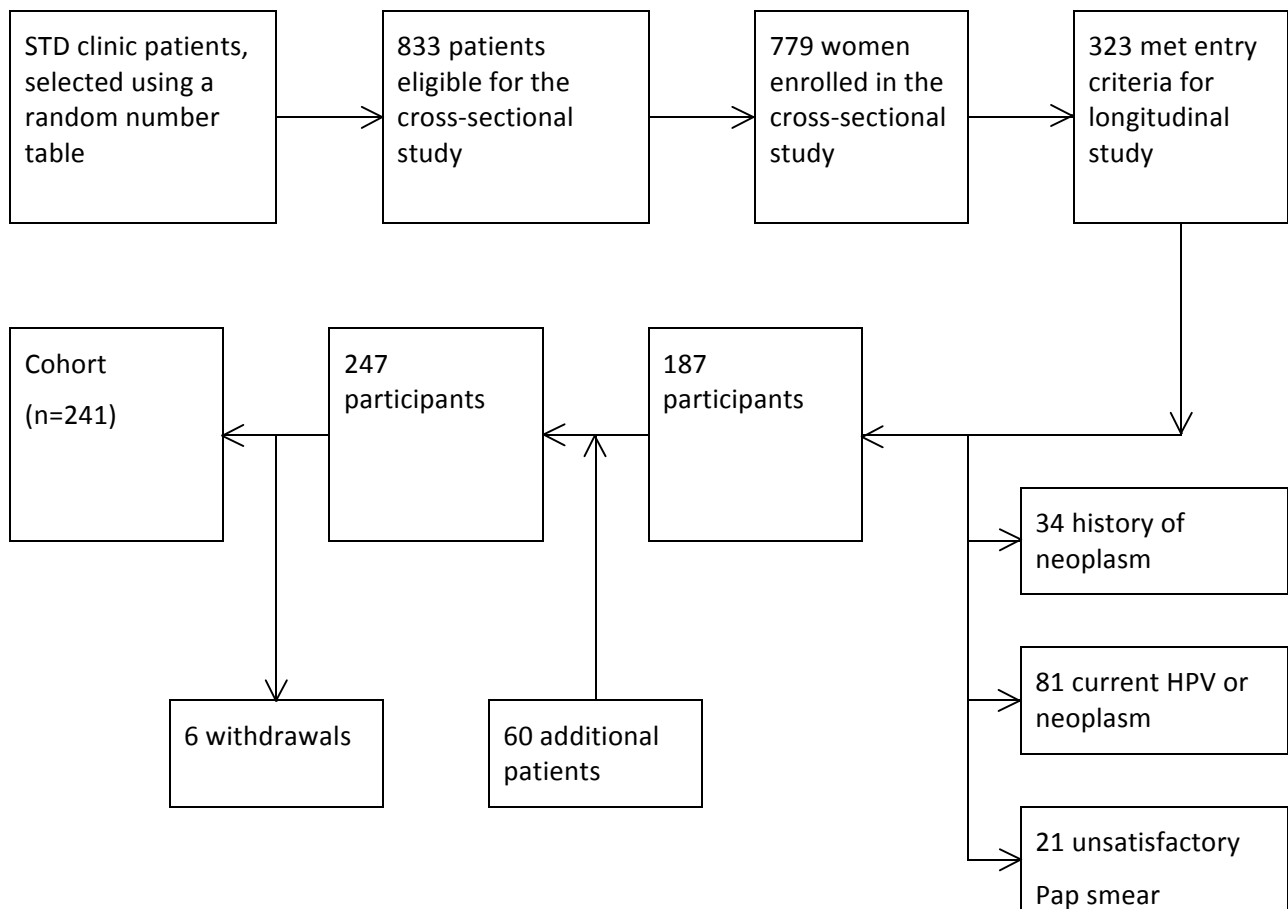 STD clinic patients,
selected using a
random number
table
833 patients
eligible for the
cross-sectional
study
779 women
enrolled in the
cross-sectional
study
323 met entry
criteria for
longitudinal
study
187
participants
247
participants
Cohort
(n=241)
34 history of
neoplasm
81 current HPV or
neoplasm
21 unsatisfactory
Pap smear
60 additional
patients
6 withdrawals